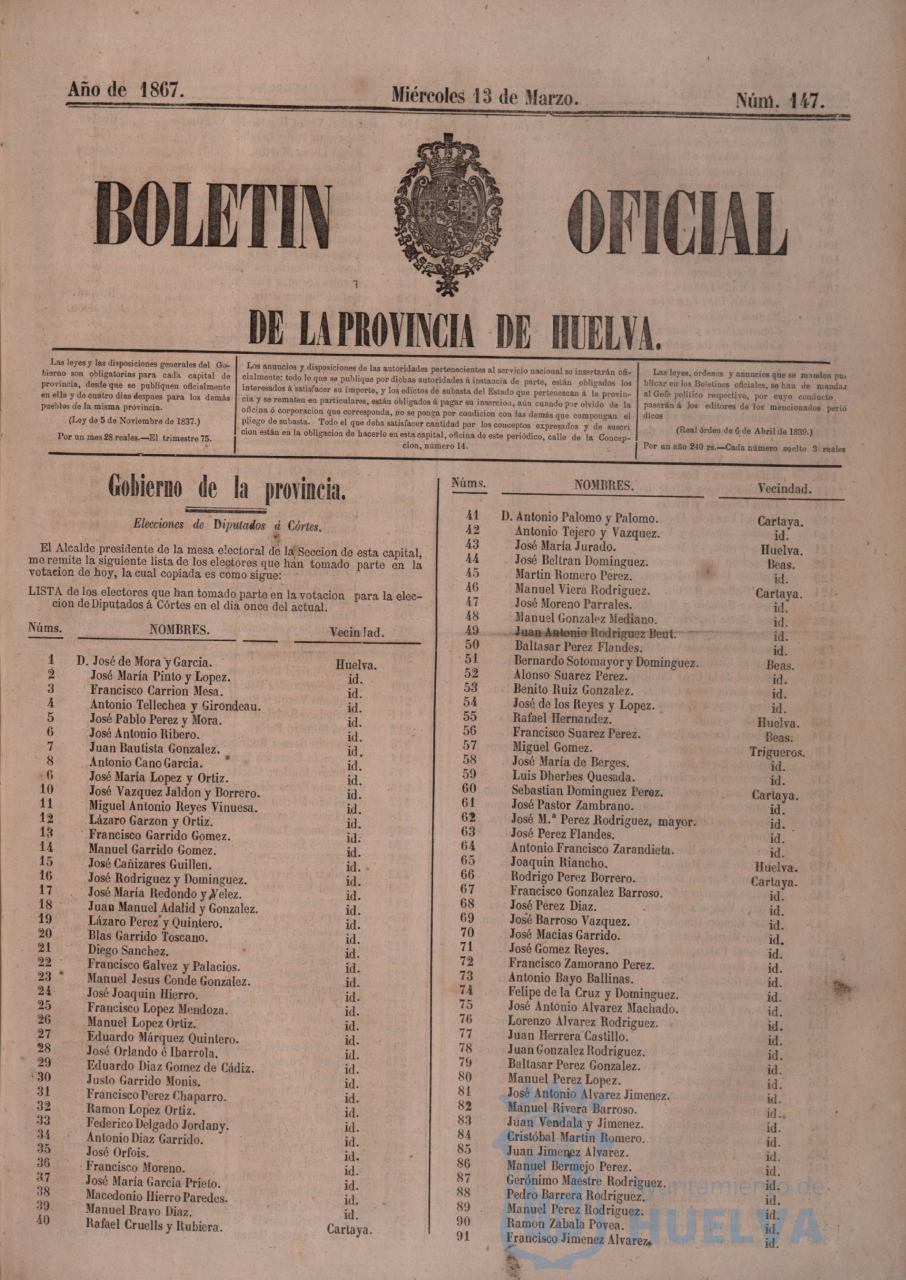 Año de 1867.
Miércoles 13 de Marzo.
Núm. 147.
BOLETIN OFICIAL
DE LA PROVINCIA DE HUELVA.
Las leyes y las disposiciones generales del Go-
bierno son obligatorias para cada capital de
provincia, desde que se publiquen oficialmente
en ella y de cuatro dias despues para los demás
pueblos de la misma provincia.
(Ley de 5 de Noviembre de 1837.)
Por un mes 28 reales.—El trimestre 75.
Los anuncios y disposiciones de las autoridades pertenecientes al servicio nacional se insertarán ofi-
cialmente: todo lo que se publique por dichas autoridades á instancia de parte, están obligados los
interesados á satisfacer su importe, y los edictos de subasta del Estado que pertenezcan á la provin-
cia y se rematen en particulares, están obligados á pagar su insercion, aún cuando por olvido de la
oficina ó corporacion que corresponda, no se ponga por condicion con las demás que compongan el
pliego de subasta. Todo el que deba satisfacer cantidad por los conceptos expresados y de suscri
cion están en la obligacion de hacerlo en esta capital, oficina de este periódico, calle de la Concep-
cion, número 14.
Las leyes, órdenes y anuncios que se manden pu
blicar en los Boletines oficiales, se han de mandar
al Gefe político respectivo, por cuyo conducto
pasarán á los editores de los mencionados perió
dicos
(Real órden de 6 de Abril de 1839.)
Por un año 240 rs.—Cada número suelto 3 reales
Gobierno de la provincia.
Elecciones de Diputados á Córtes.
El Alcalde presidente de la mesa electoral de la Seccion de esta capital,
me remite la siguiente lista de los electores que han tomado parte en la
votacion de hoy, la cual copiada es como sigue:
LISTA de los electores que han tomado parte en la votacion para la elec-
cion de Diputados á Córtes en el dia once del actual.
Núms. NOMBRES. Vecindad.
1 D. José de Mora y Garcia. Huelva.
2 José María Pinto y Lopez. id.
3 Francisco Carrion Mesa. id.
4 Antonio Tellechea y Girondeau. id.
5 José Pablo Perez y Mora. id.
6 José Antonio Ribero. id.
7 Juan Bautista Gonzalez. id.
8 Antonio Cano Garcia. id.
6 José María Lopez y Ortiz. id.
10 José Vazquez Jaldon y Borrero. id.
11 Miguel Antonio Reyes Vinuesa. id.
12 Lázaro Garzon y Ortiz. id.
13 Francisco Garrido Gomez. id.
14 Manuel Garrido Gomez. id.
15 José Cañizares Guillen. id.
16 José Rodriguez y Dominguez. id.
17 José María Redondo y Velez. id.
18 Juan Manuel Adalid y Gonzalez. id.
19 Lázaro Perez y Quintero. id.
20 Blas Garrido Toscano. id.
21 Diego Sanchez. id.
22 Francisco Galvez y Palacios. id.
23 Manuel Jesus Conde Gonzalez. id.
24 José Joaquin Hierro. id.
25 Francisco Lopez Mendoza. id.
26 Manuel Lopez Ortiz. id.
27 Eduardo Márquez Quintero. id.
28 José Orlando é Ibarrola. id.
29 Eduardo Diaz Gomez de Cádiz. id.
30 Justo Garrido Monis. id.
31 Francisco Perez Chaparro. id.
32 Ramon Lopez Ortiz. id.
33 Federico Delgado Jordany. id.
34 Antonio Diaz Garrido. id.
35 José Orfois. id.
36 Francisco Moreno. id.
37 José María Garcia Prieto. id.
38 Macedonio Hierro Paredes. id.
39 Manuel Bravo Diaz. id.
40 Rafael Cruells y Rubiera. Cartaya.
Núms. NOMBRES. Vecindad.
41 D. Antonio Palomo y Palomo. Cartaya.
42 Antonio Tejero y Vazquez. id.
43 José María Jurado. Huelva.
44 José Beltran Dominguez. Beas.
45 Martin Romero Perez. id.
46 Manuel Viera Rodriguez. Cartaya.
47 José Moreno Parrales. id.
48 Manuel Gonzalez Mediano. id.
49 Juan Antonio Rodriguez Beut. id.
50 Baltasar Perez Flandes. id.
51 Bernardo Sotomayor y Dominguez. Beas.
52 Alonso Suarez Perez. id.
53 Benito Ruiz Gonzalez. id.
54 José de los Reyes y Lopez. id.
55 Rafael Hernandez. Huelva.
56 Francisco Suarez Perez. Beas.
57 Miguel Gomez. Trigueros.
58 José María de Berges. id.
59 Luis Dherbes Quesada. id.
60 Sebastian Dominguez Perez. Cartaya.
61 José Pastor Zambrano. id.
62 José M.ª Perez Rodriguez, mayor. id.
63 José Perez Flandes. id.
64 Antonio Francisco Zarandieta. id.
65 Joaquin Riancho. Huelva.
66 Rodrigo Perez Borrero. Cartaya.
67 Francisco Gonzalez Barroso. id.
68 José Perez Diaz. id.
69 José Barroso Vazquez. id.
70 José Macias Garrido. id.
71 José Gomez Reyes. id.
72 Francisco Zamorano Perez. id.
73 Antonio Bayo Ballinas. id.
74 Felipe de la Cruz y Dominguez. id.
75 José Antonio Alvarez Machado. id.
76 Lorenzo Alvarez Rodriguez. id.
77 Juan Herrera Castillo. id.
78 Juan Gonzalez Rodriguez. id.
79 Baltasar Perez Gonzalez. id.
80 Manuel Perez Lopez. id.
81 José Antonio Alvarez Jimenez. id.
82 Manuel Rivera Barroso. id.
83 Juan Vendala y Jimenez. id.
84 Cristóbal Martin Romero. id.
85 Juan Jimenez Alvarez. id.
86 Manuel Bermejo Perez. id.
87 Gerónimo Maestre Rodriguez. id.
88 Pedro Barrera Rodriguez. id.
89 Manuel Perez Rodriguez. id.
90 Ramon Zabala Povea. id.
91 Francisco Jimenez Alvarez. id.
Ayuntamiento de
HUELVA